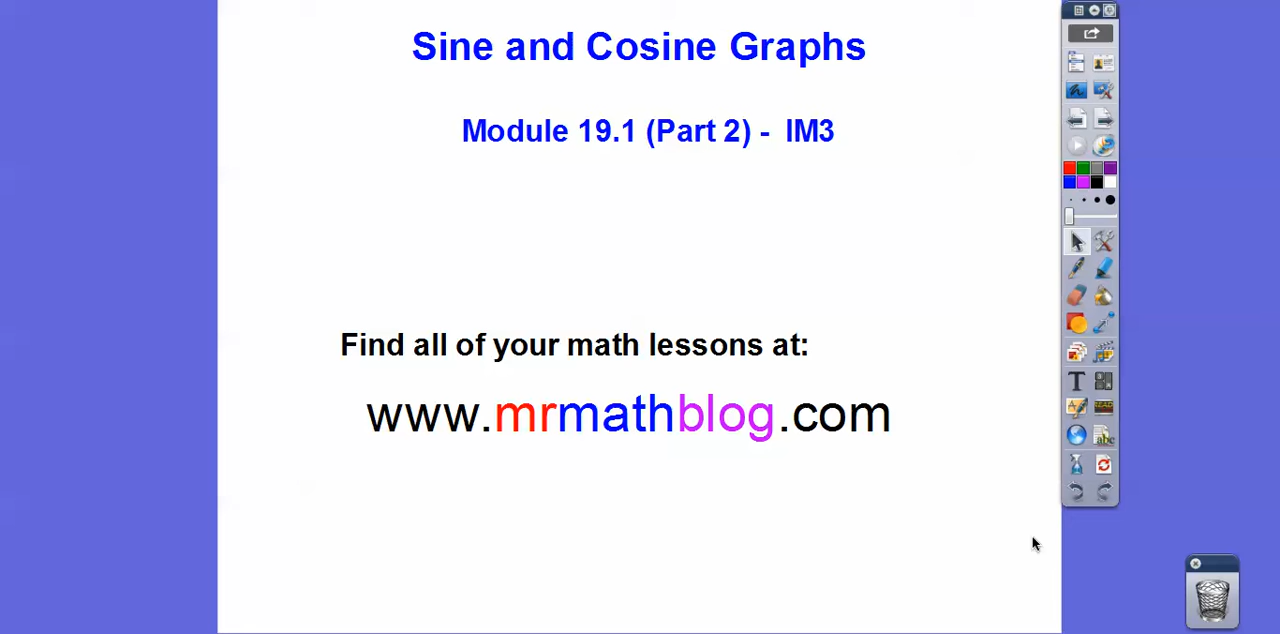 Sine and Cosine Graphs
Module 19.1 (Part 2) - IM3
Find all of your math lessons at:
www.mrmathblog.com